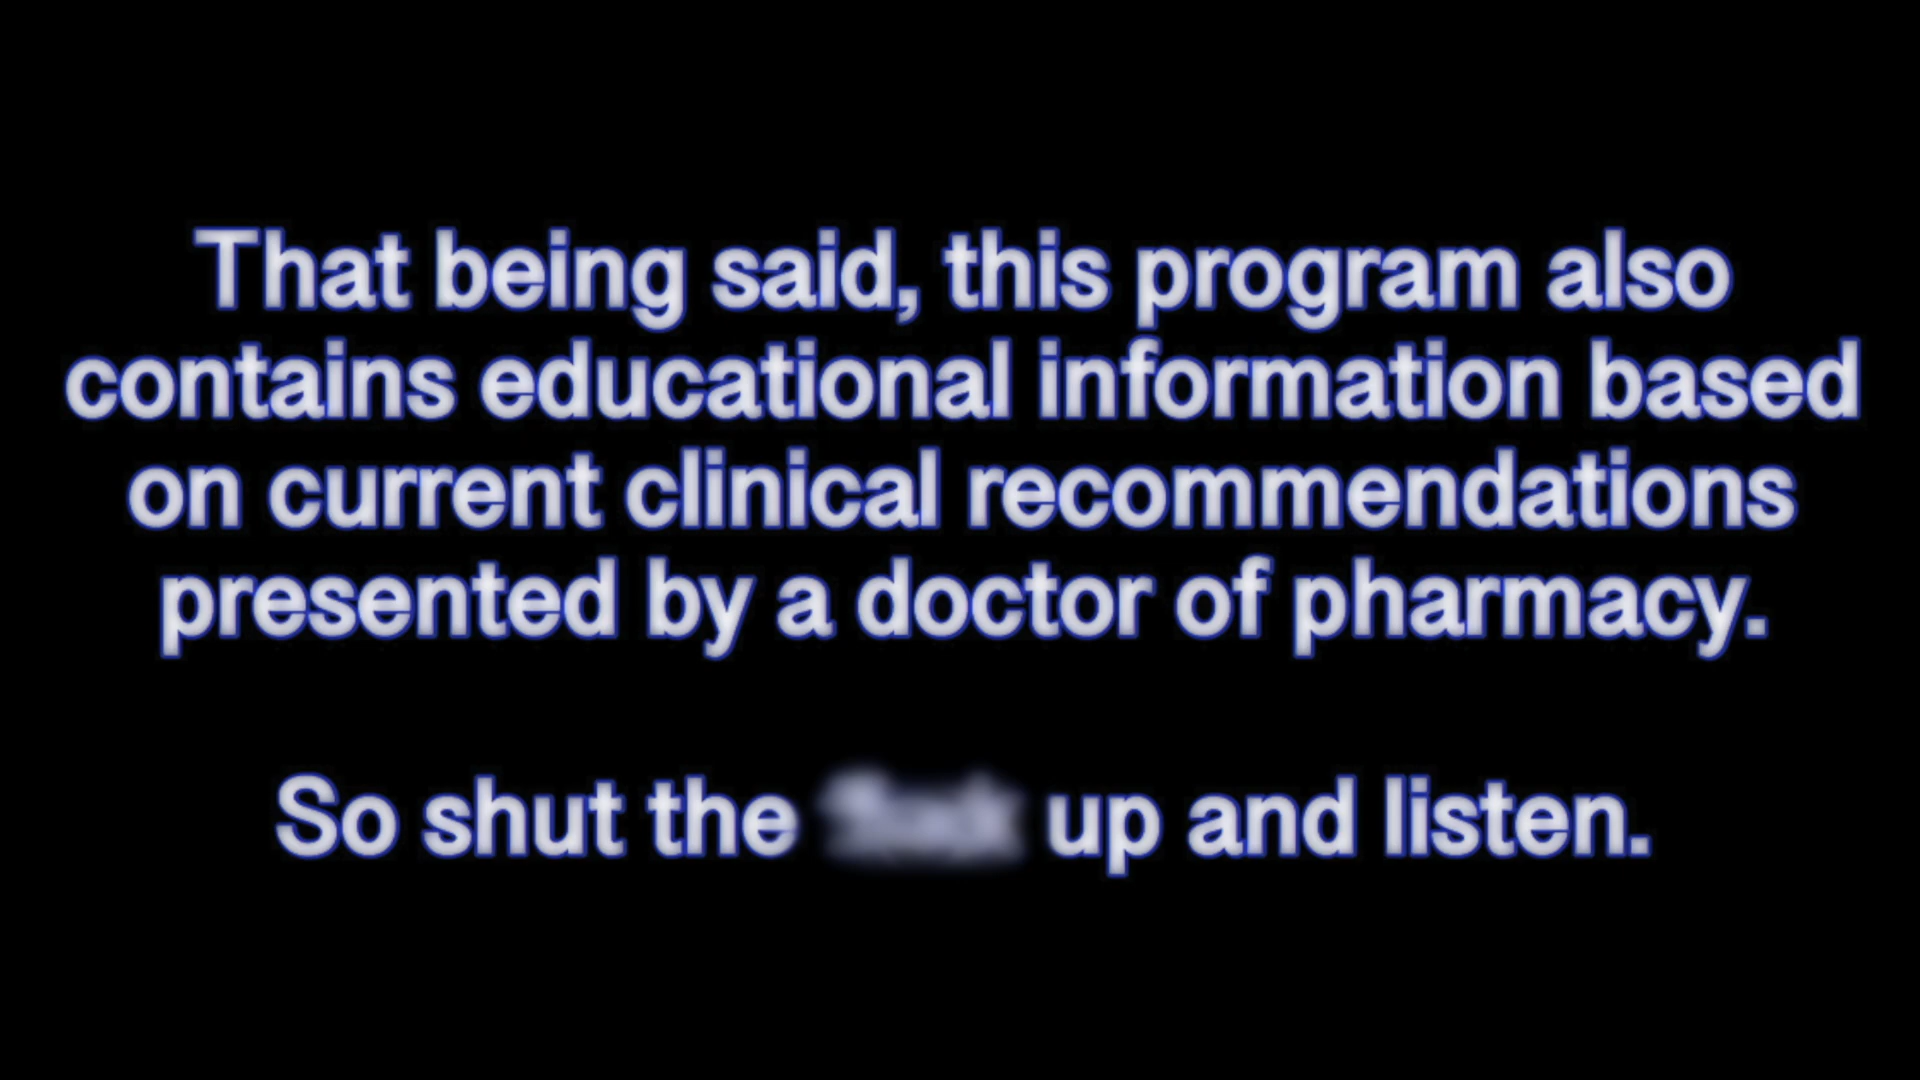 That being said, this program also
contains educational information based
on current clinical recommendations
presented by a doctor of pharmacy.
So shut the up and listen.